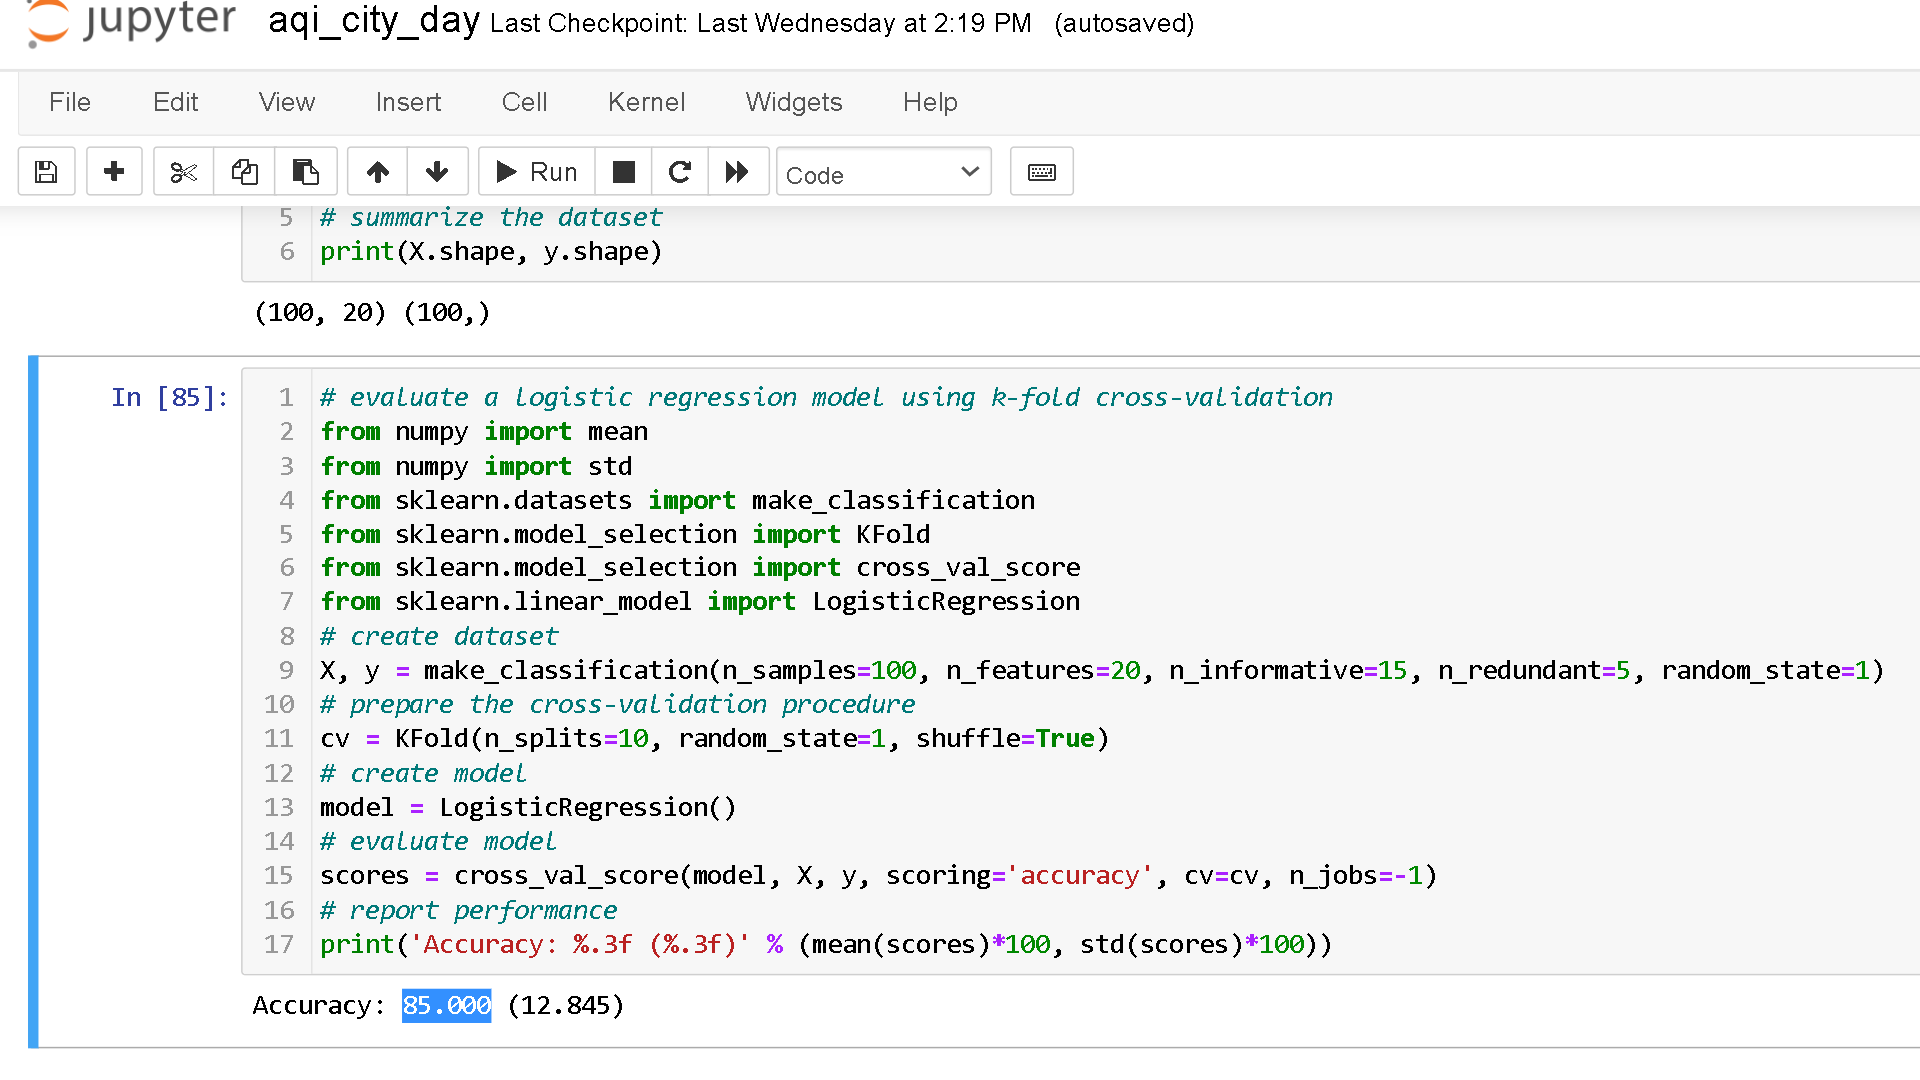 jupyter aqi_city_day Last Checkpoint: Last Wednesday at 2:19 PM (autosaved)
File Edit View Insert Cell Kernel Widgets Help
Run Code
5 # summarize the dataset
6 print(X.shape, y.shape)
(100, 20) (100,)
In [85]:
1 # evaluate a logistic regression model using k-fold cross-validation
2 from numpy import mean
3 from numpy import std
4 from sklearn.datasets import make_classification
5 from sklearn.model_selection import KFold
6 from sklearn.model_selection import cross_val_score
7 from sklearn.linear_model import LogisticRegression
8 # create dataset
9 X, y = make_classification(n_samples=100, n_features=20, n_informative=15, n_redundant=5, random_state=1)
10 # prepare the cross-validation procedure
11 cv = KFold(n_splits=10, random_state=1, shuffle=True)
12 # create model
13 model = LogisticRegression()
14 # evaluate model
15 scores = cross_val_score(model, X, y, scoring='accuracy', cv=cv, n_jobs=-1)
16 # report performance
17 print('Accuracy: %.3f (%.3f)' % (mean(scores)*100, std(scores)*100))
Accuracy: 85.000 (12.845)